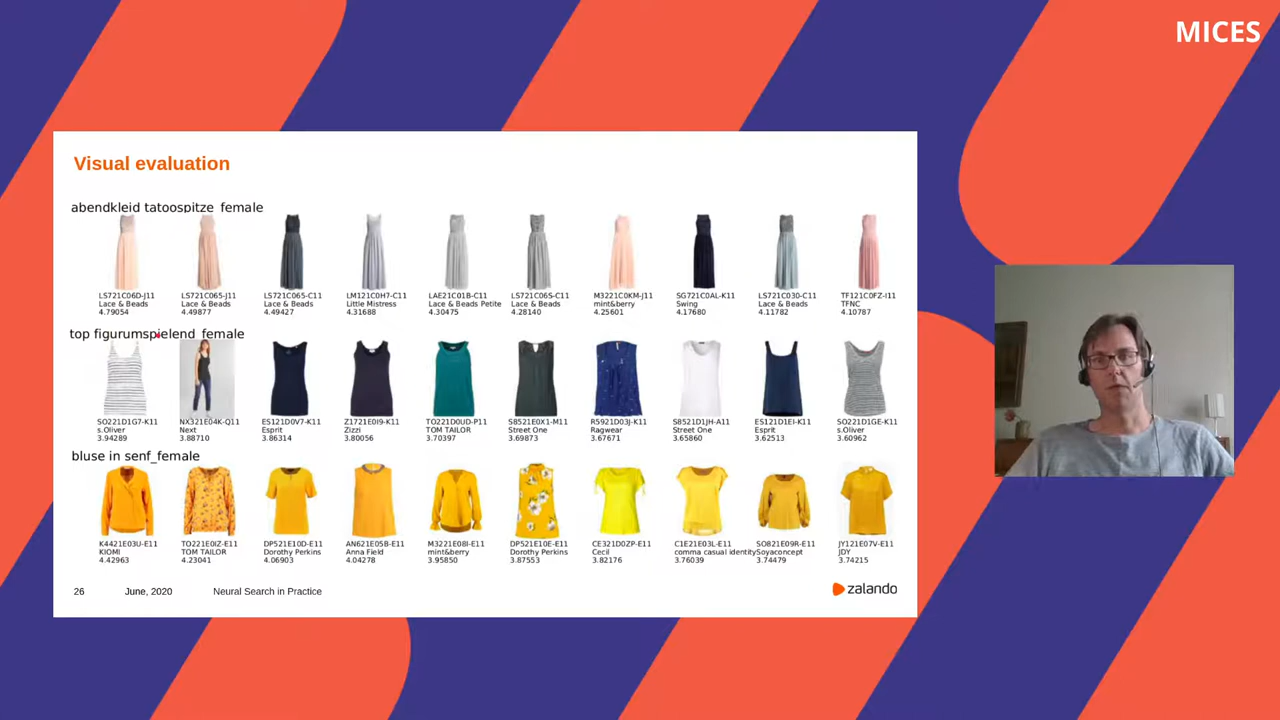 MICES
Visual evaluation
abendkleid tatoospitze_female
LS721C06D-J11 LS721C065-J11 LS721C065-C11 LM121C0H7-C11 LAE21C01B-C11 LS721C06S-C11 M3221C0KM-J11 SG721C0AL-K11 LS721C030-C11 TF121C0FZ-I11
Lace & Beads Lace & Beads Lace & Beads Little Mistress Lace & Beads Petite Lace & Beads mint&berry Swing Lace & Beads TFNC
4.79054 4.49877 4.49427 4.31688 4.30475 4.28140 4.25601 4.17680 4.11782 4.10787
top figurumspielend_female
SO221D1G7-K11 NX321E04K-Q11 ES121D0V7-K11 Z1721E0I9-K11 TO221D0UD-P11 S8521E0X1-M11 R5921D03J-K11 S8521D1JH-A11 ES121D1EI-K11 SO221D1GE-K11
s.Oliver Next Esprit Zizzi TOM TAILOR Street One Ragwear Street One Esprit s.Oliver
3.94289 3.88710 3.86314 3.80056 3.70397 3.69873 3.67671 3.65860 3.62513 3.60962
bluse in senf_female
K4421E03U-E11 TO221E0IZ-E11 DP521E10D-E11 AN621E05B-E11 M3221E08I-E11 DP521E10E-E11 CE321D0ZP-E11 C1E21E03L-E11 SO821E09R-E11 JY121E07V-E11
KIOMI TOM TAILOR Dorothy Perkins Anna Field mint&berry Dorothy Perkins Cecil comma casual identity Soyaconcept JDY
4.42963 4.23041 4.06903 4.04278 3.95850 3.87553 3.82176 3.76039 3.74479 3.74215
26 June, 2020 Neural Search in Practice zalando